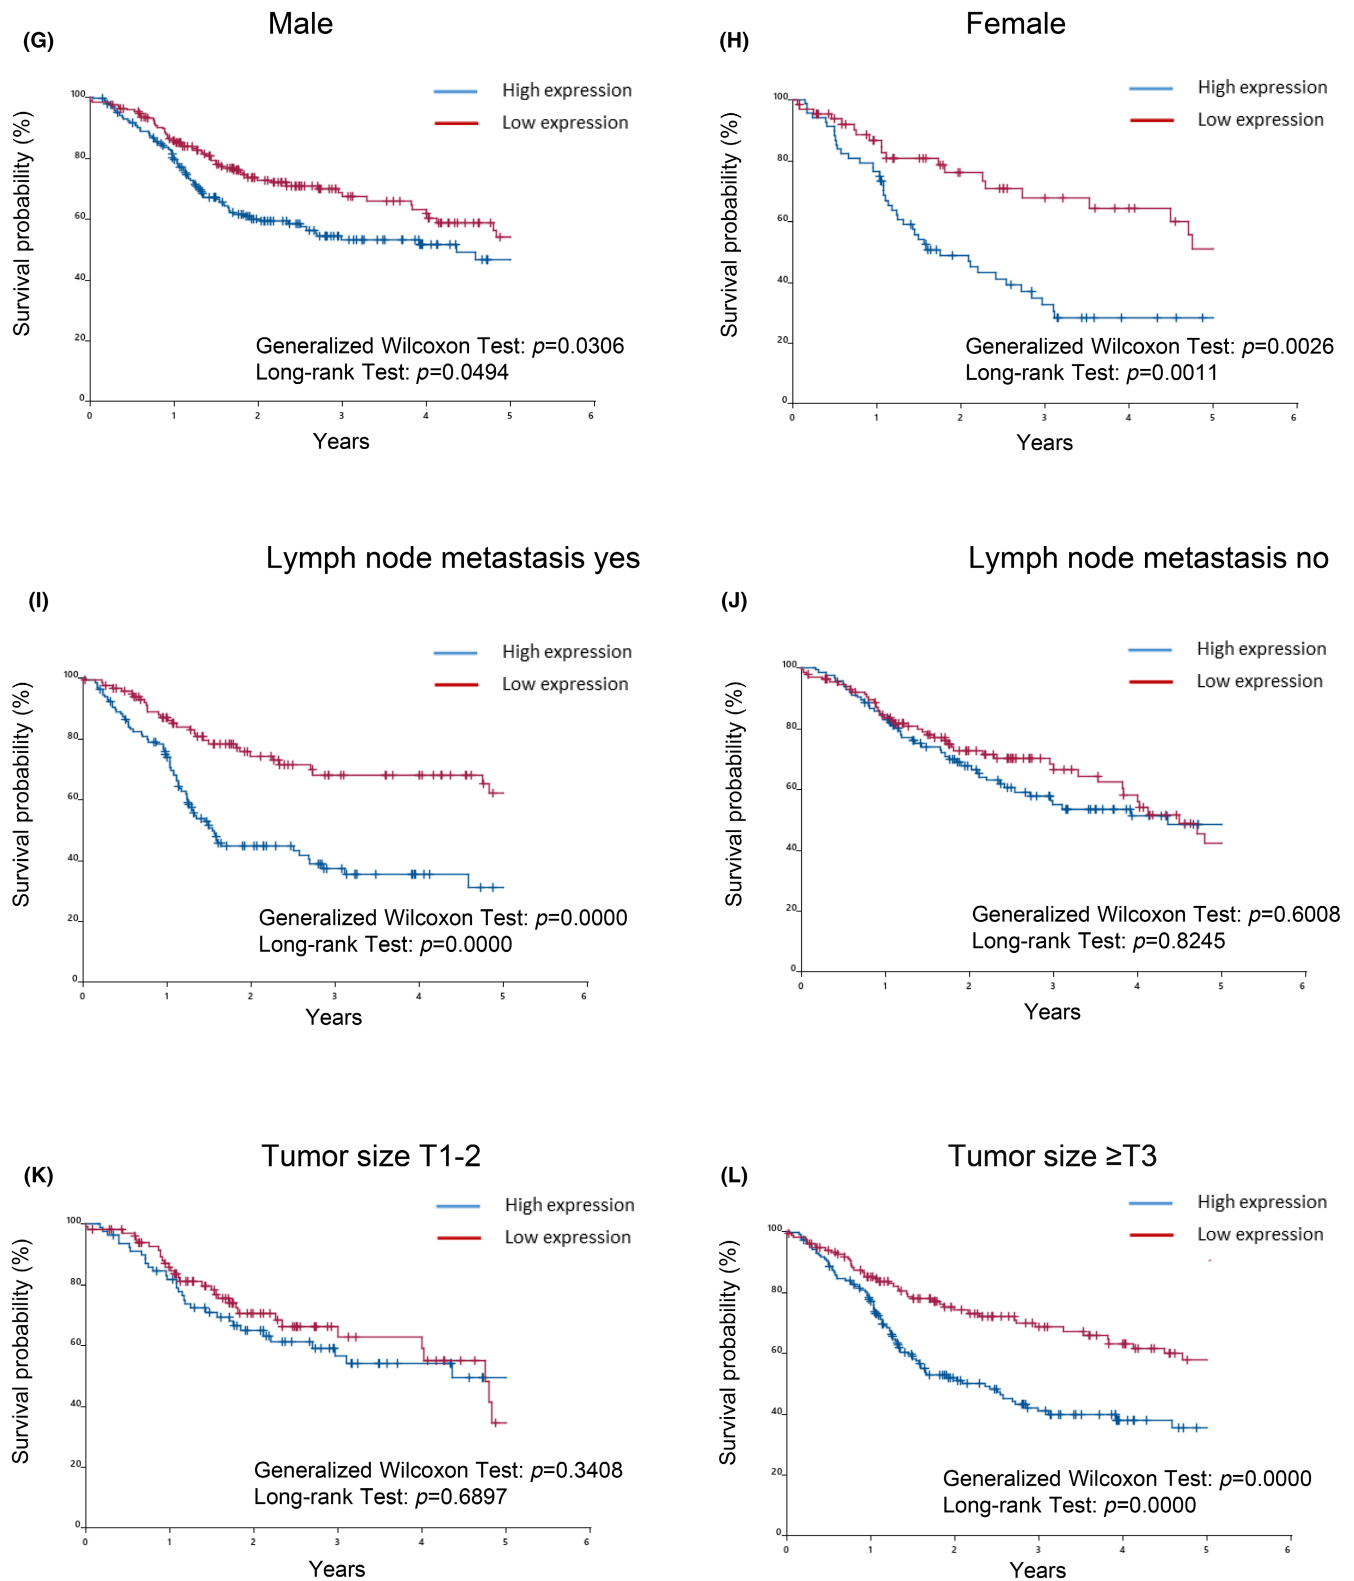 Male
(G)
High expression
Low expression
Survival probability (%)
100
80
60
40
20
0
Generalized Wilcoxon Test: p=0.0306
Long-rank Test: p=0.0494
0 1 2 3 4 5 6
Years
Female
(H)
High expression
Low expression
Survival probability (%)
100
80
60
40
20
0
Generalized Wilcoxon Test: p=0.0026
Long-rank Test: p=0.0011
0 1 2 3 4 5 6
Years
Lymph node metastasis yes
(I)
High expression
Low expression
Survival probability (%)
100
80
60
40
20
0
Generalized Wilcoxon Test: p=0.0000
Long-rank Test: p=0.0000
0 1 2 3 4 5 6
Years
Lymph node metastasis no
(J)
High expression
Low expression
Survival probability (%)
100
80
60
40
20
0
Generalized Wilcoxon Test: p=0.6008
Long-rank Test: p=0.8245
0 1 2 3 4 5 6
Years
Tumor size T1-2
(K)
High expression
Low expression
Survival probability (%)
100
80
60
40
20
0
Generalized Wilcoxon Test: p=0.3408
Long-rank Test: p=0.6897
0 1 2 3 4 5 6
Years
Tumor size ≥T3
(L)
High expression
Low expression
Survival probability (%)
100
80
60
40
20
0
Generalized Wilcoxon Test: p=0.0000
Long-rank Test: p=0.0000
0 1 2 3 4 5 6
Years